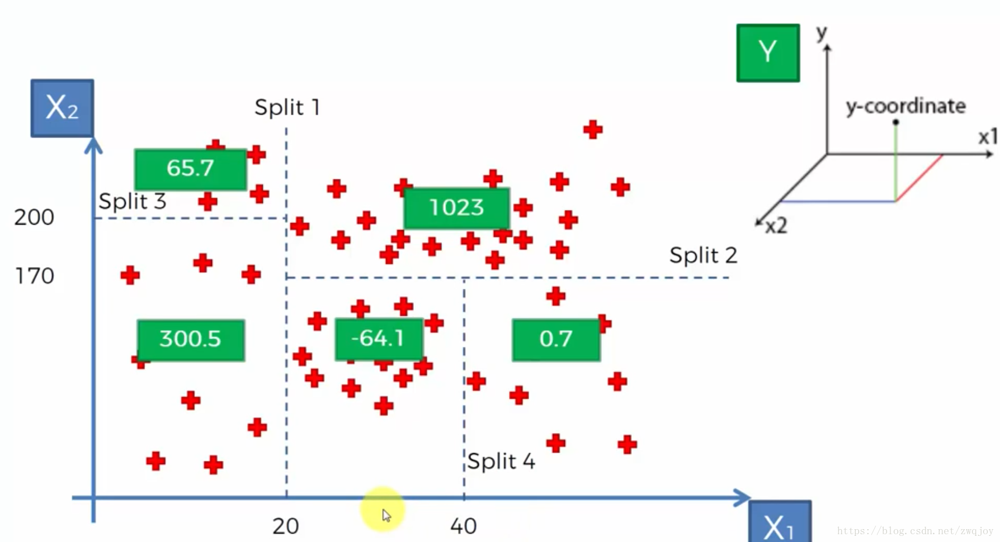 Y
y
y-coordinate
x1
x2
X2
Split 1
65.7
Split 3
200
1023
Split 2
170
300.5
-64.1
0.7
Split 4
20
40
X1
https://blog.csdn.net/zwqjoy